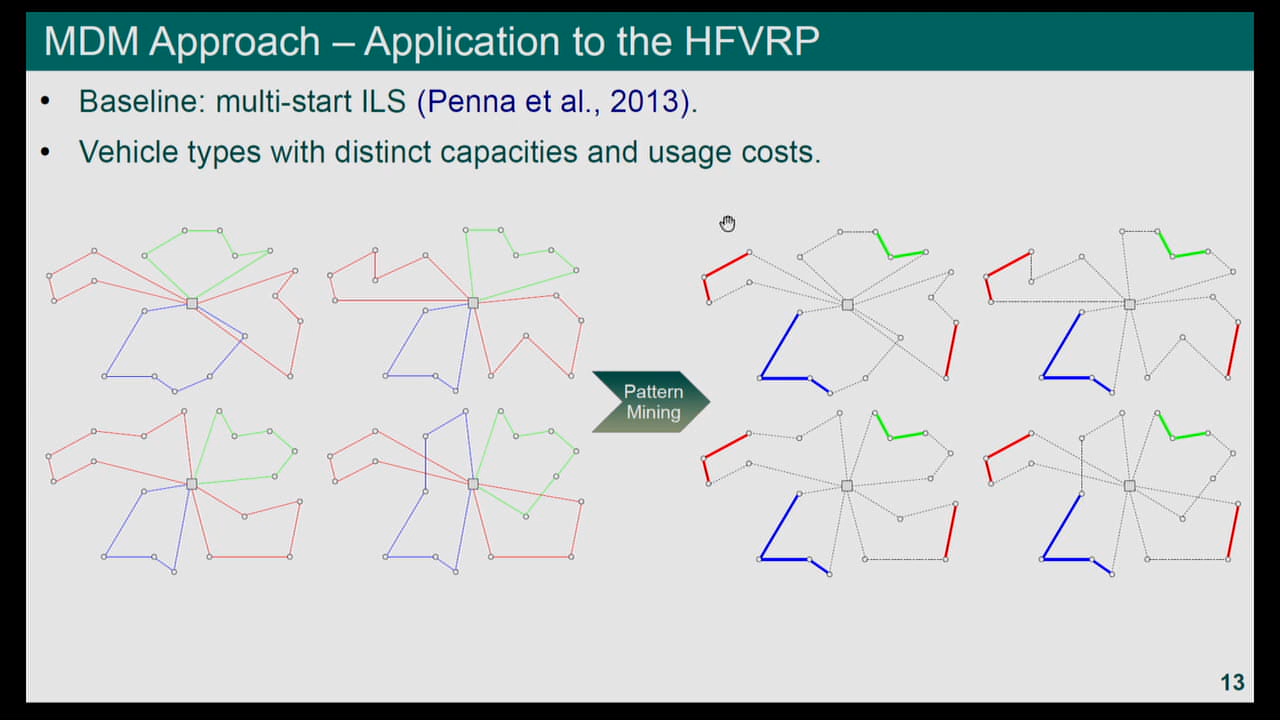 MDM Approach – Application to the HFVRP
• Baseline: multi-start ILS (Penna et al., 2013).
• Vehicle types with distinct capacities and usage costs.
Pattern
Mining
13